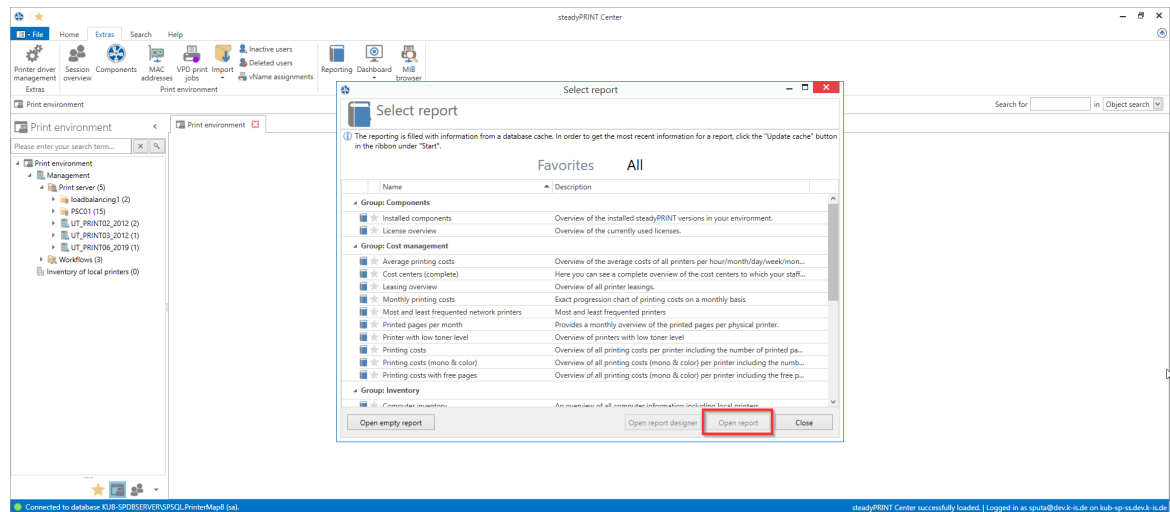 steadyPRINT Center
File Home Extras Search Help
Printer driver management
Session overview
Components
MAC addresses
VPD print jobs
Import
Inactive users
Deleted users
vName assignments
Reporting
Dashboard
MIB browser
Extras
Print environment
Print environment
Search for in Object search
Print environment
Please enter your search term...
Print environment
Management
Print server (5)
loadbalancing1 (2)
PSC01 (15)
UT_PRINT02_2012 (2)
UT_PRINT03_2012 (1)
UT_PRINT06_2019 (1)
Workflows (3)
Inventory of local printers (0)
Print environment
Select report
Select report
The reporting is filled with information from a database cache. In order to get the most recent information for a report, click the "Update cache" button
in the ribbon under "Start".
Favorites All
Name Description
Group: Components
Installed components Overview of the installed steadyPRINT versions in your environment.
License overview Overview of the currently used licenses.
Group: Cost management
Average printing costs Overview of the average costs of all printers per hour/month/day/week/mon...
Cost centers (complete) Here you can see a complete overview of the cost centers to which your staff...
Leasing overview Overview of all printer leasings.
Monthly printing costs Exact progression chart of printing costs on a monthly basis
Most and least frequented network printers Most and least frequented printers
Printed pages per month Provides a monthly overview of the printed pages per physical printer.
Printer with low toner level Overview of printers with low toner level
Printing costs Overview of all printing costs per printer including the number of printed pa...
Printing costs (mono & color) Overview of all printing costs (mono & color) per printer including the numb...
Printing costs with free pages Overview of all printing costs (mono & color) per printer including the free p...
Group: Inventory
Computer inventory An overview of all computer information including local printers
Open empty report Open report designer Open report Close
Connected to database KUB-SPDBSERVER\SPSQL.PrinterMap8 (sa). steadyPRINT Center successfully loaded. | Logged in as sputa@dev.k-is.de on kub-sp-ss.dev.k-is.de